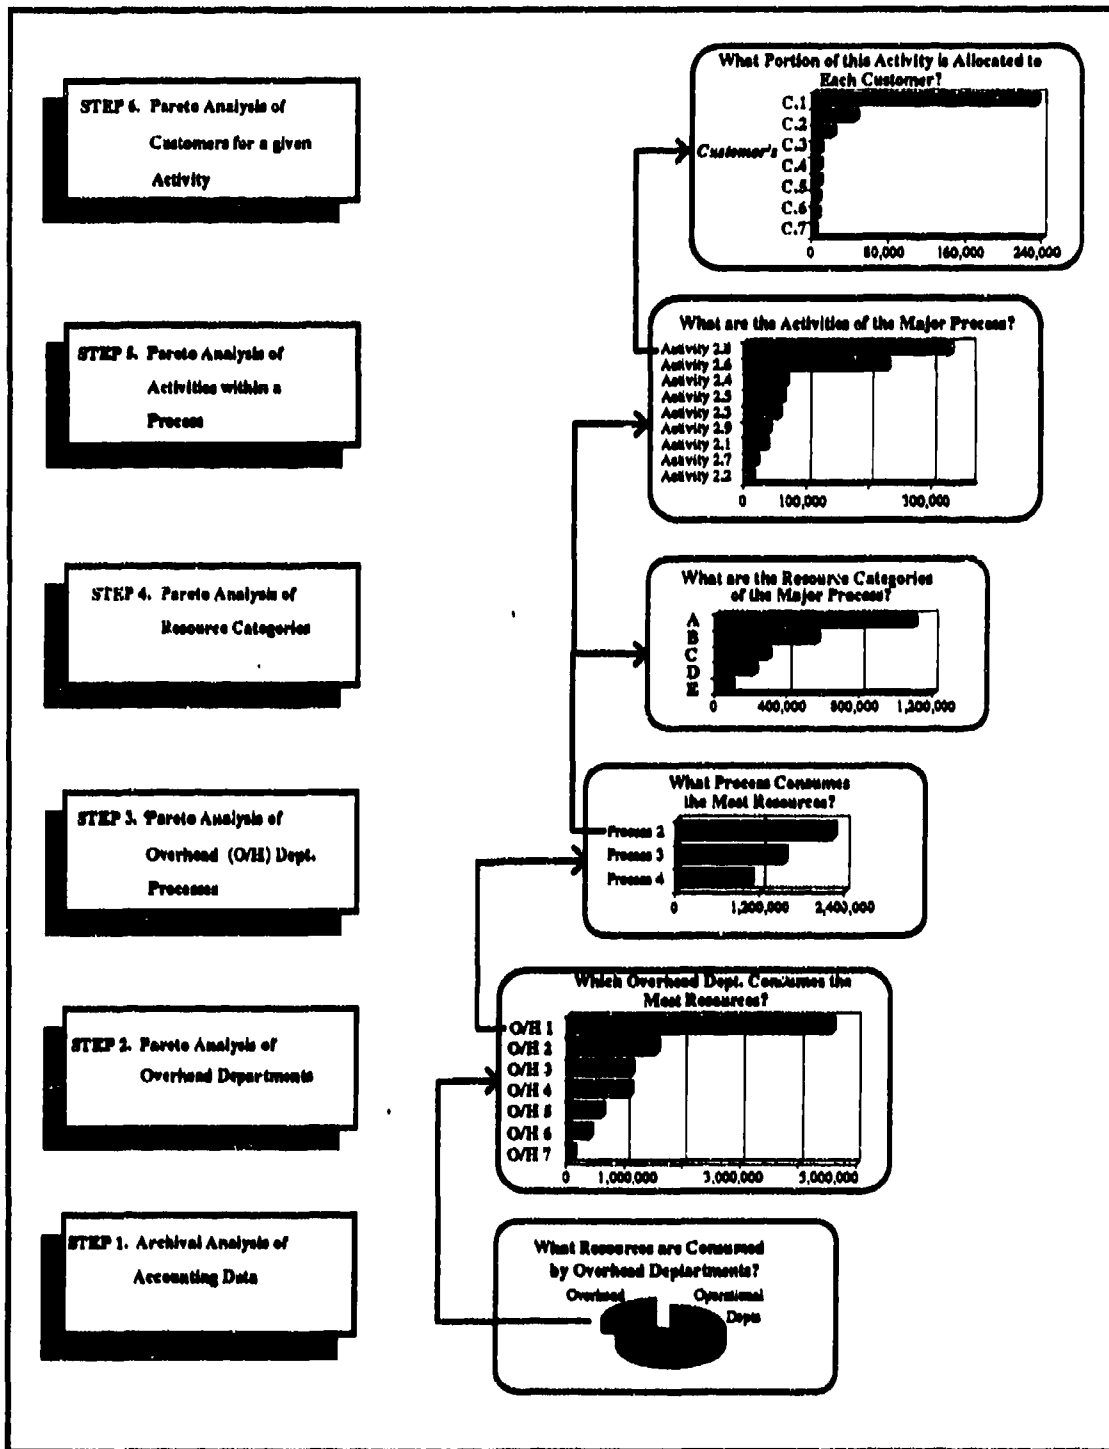 What Portion of this Activity is Allocated to
Each Customer?
STEP 6. Pareto Analysis of
Customers for a given
Activity
Customer's
C.1
C.2
C.3
C.4
C.5
C.6
C.7
0 80,000 160,000 240,000
What are the Activities of the Major Process?
STEP 5. Pareto Analysis of
Activities within a
Process
Activity 2.8
Activity 2.6
Activity 2.4
Activity 2.5
Activity 2.3
Activity 2.9
Activity 2.1
Activity 2.7
Activity 2.2
0 100,000 300,000
What are the Resource Categories
of the Major Process?
STEP 4. Pareto Analysis of
Resource Categories
A
B
C
D
E
0 400,000 800,000 1,200,000
What Process Consumes
the Most Resources?
STEP 3. Pareto Analysis of
Overhead (O/H) Dept.
Processes
Process 2
Process 3
Process 4
0 1,200,000 2,400,000
Which Overhead Dept. Consumes the
Most Resources?
STEP 2. Pareto Analysis of
Overhead Departments
O/H 1
O/H 2
O/H 3
O/H 4
O/H 5
O/H 6
O/H 7
0 1,000,000 3,000,000 5,000,000
STEP 1. Archival Analysis of
Accounting Data
What Resources are Consumed
by Overhead Deptartments?
Overhead Operational
Depts